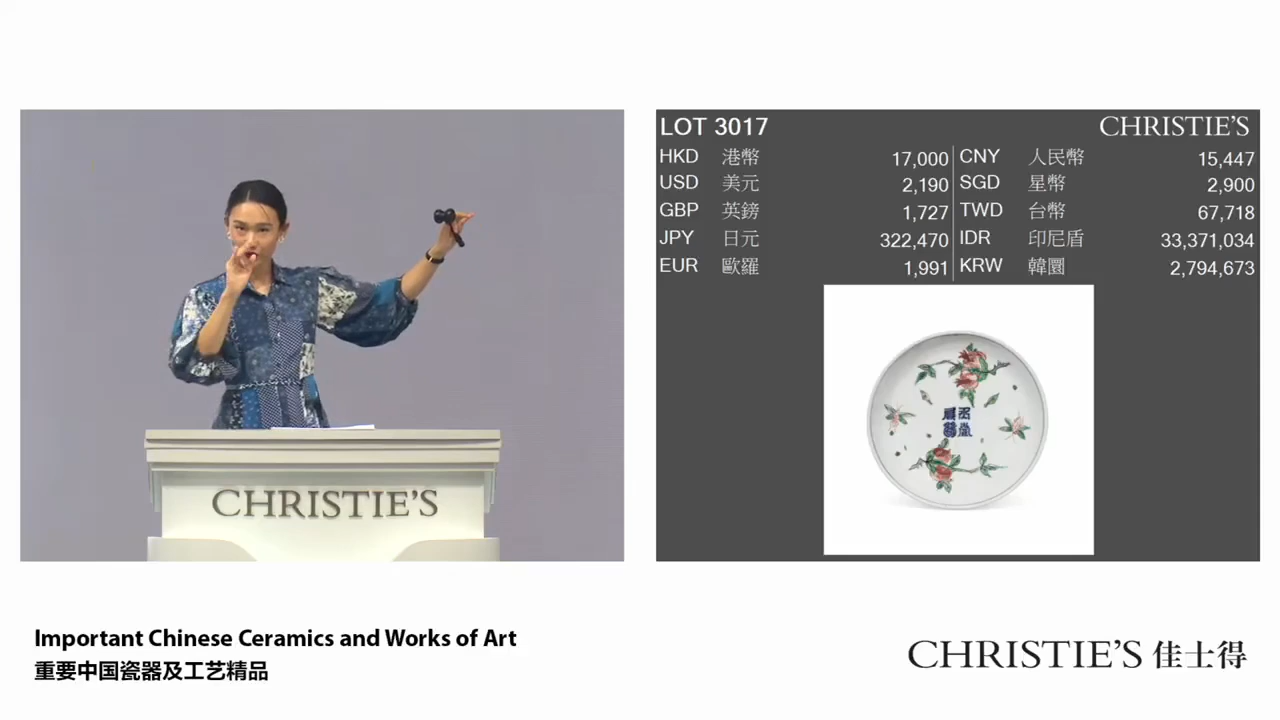 LOT 3017
CHRISTIE'S
HKD 港幣 17,000 CNY 人民幣 15,447
USD 美元 2,190 SGD 星幣 2,900
GBP 英鎊 1,727 TWD 台幣 67,718
JPY 日元 322,470 IDR 印尼盾 33,371,034
EUR 歐羅 1,991 KRW 韓圜 2,794,673
CHRISTIE'S
Important Chinese Ceramics and Works of Art
重要中国瓷器及工艺精品
CHRISTIE'S 佳士得